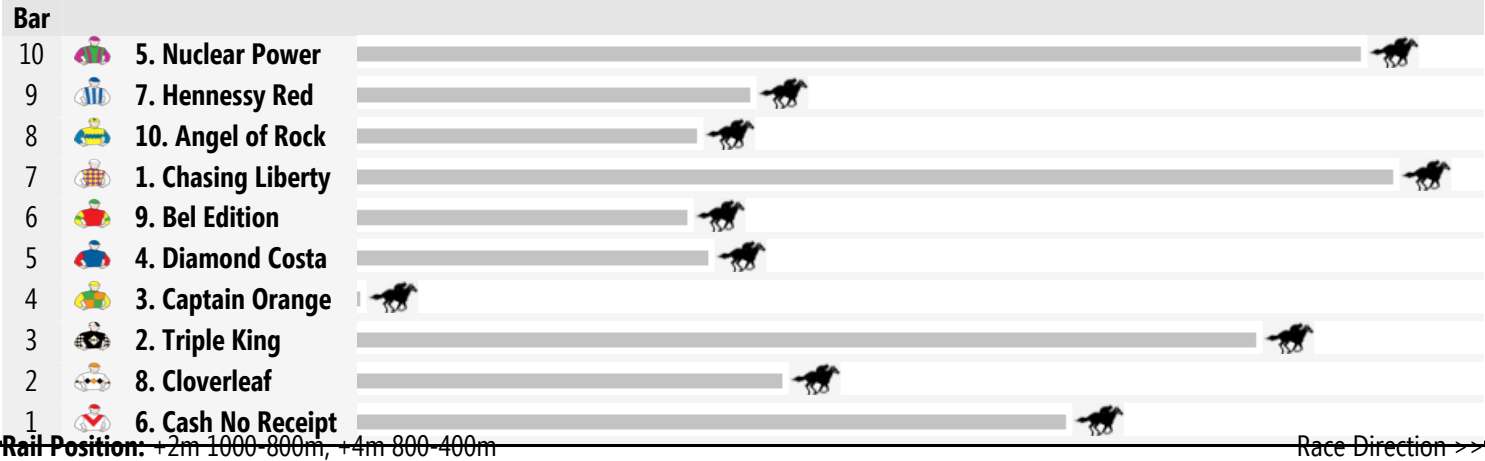 Bar
10 5. Nuclear Power
9 7. Hennessy Red
8 10. Angel of Rock
7 1. Chasing Liberty
6 9. Bel Edition
5 4. Diamond Costa
4 3. Captain Orange
3 2. Triple King
2 8. Cloverleaf
1 6. Cash No Receipt
Rail Position: +2m 1000-800m, +4m 800-400m Race Direction >>